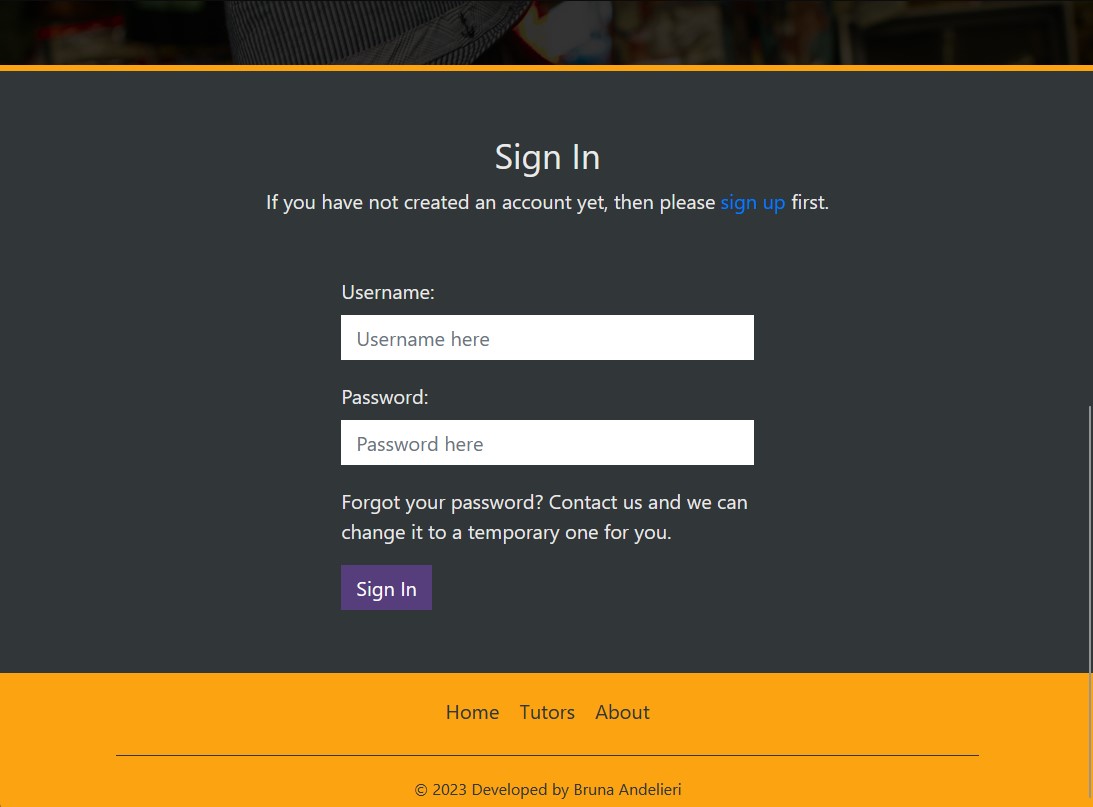 Sign In
If you have not created an account yet, then please sign up first.
Username:
Username here
Password:
Password here
Forgot your password? Contact us and we can
change it to a temporary one for you.
Sign In
Home Tutors About
© 2023 Developed by Bruna Andelieri